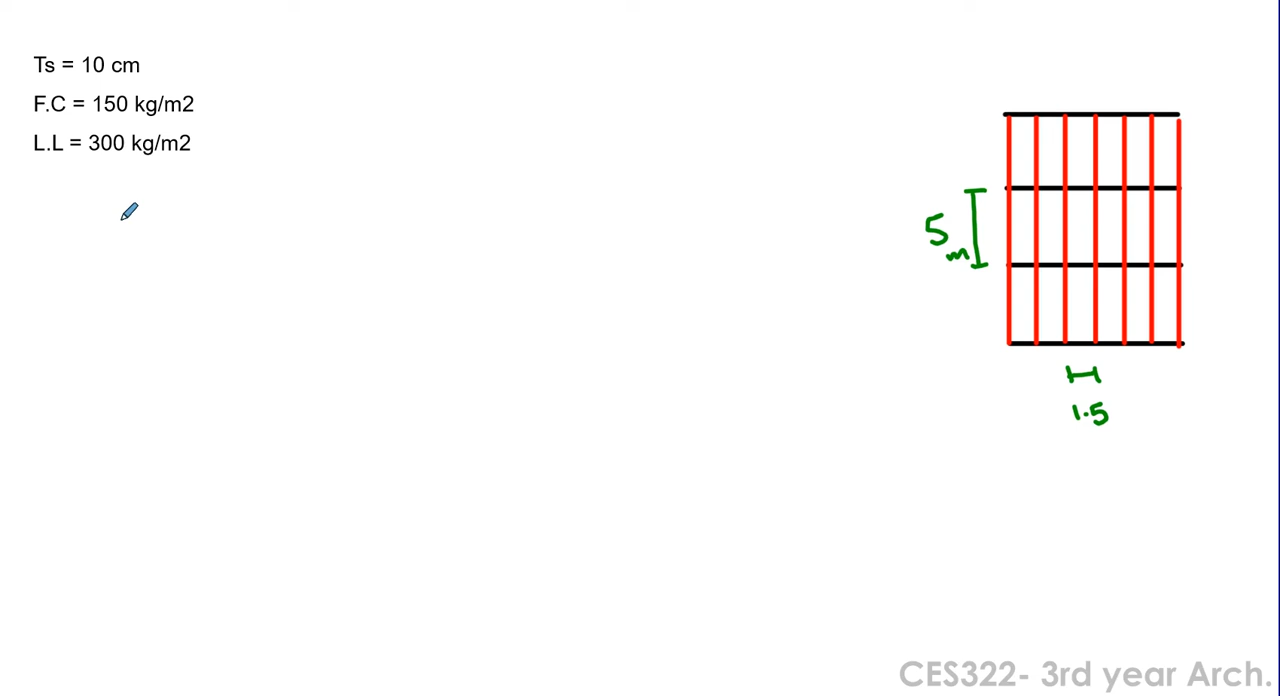 Ts = 10 cm
F.C = 150 kg/m2
L.L = 300 kg/m2
5 m
1.5
CES322- 3rd year Arch.